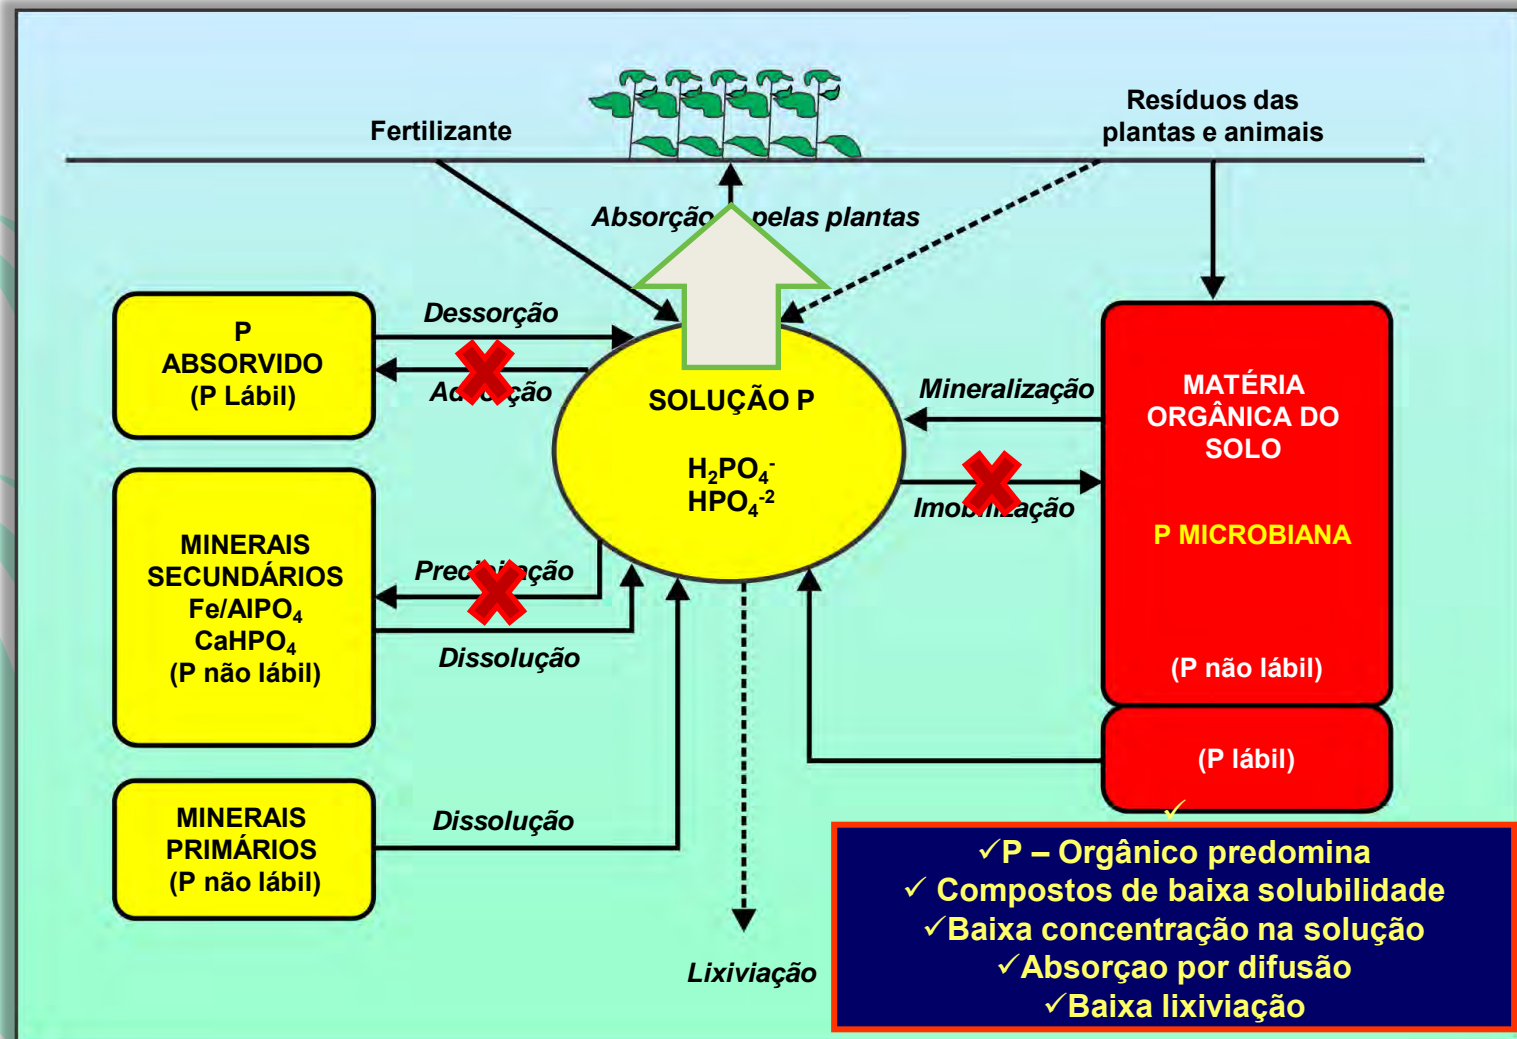 Fertilizante
Resíduos das
plantas e animais
Absorção pelas plantas
P
ABSORVIDO
(P Lábil)
Dessorção
Adsorção
SOLUÇÃO P
H₂PO₄⁻
HPO₄⁻²
Mineralização
Imobilização
MATÉRIA
ORGÂNICA DO
SOLO
P MICROBIANA
(P não lábil)
(P lábil)
MINERAIS
SECUNDÁRIOS
Fe/AlPO₄
CaHPO₄
(P não lábil)
Precipitação
Dissolução
MINERAIS
PRIMÁRIOS
(P não lábil)
Dissolução
Lixiviação
✓
✓P – Orgânico predomina
✓ Compostos de baixa solubilidade
✓Baixa concentração na solução
✓Absorçao por difusão
✓Baixa lixiviação